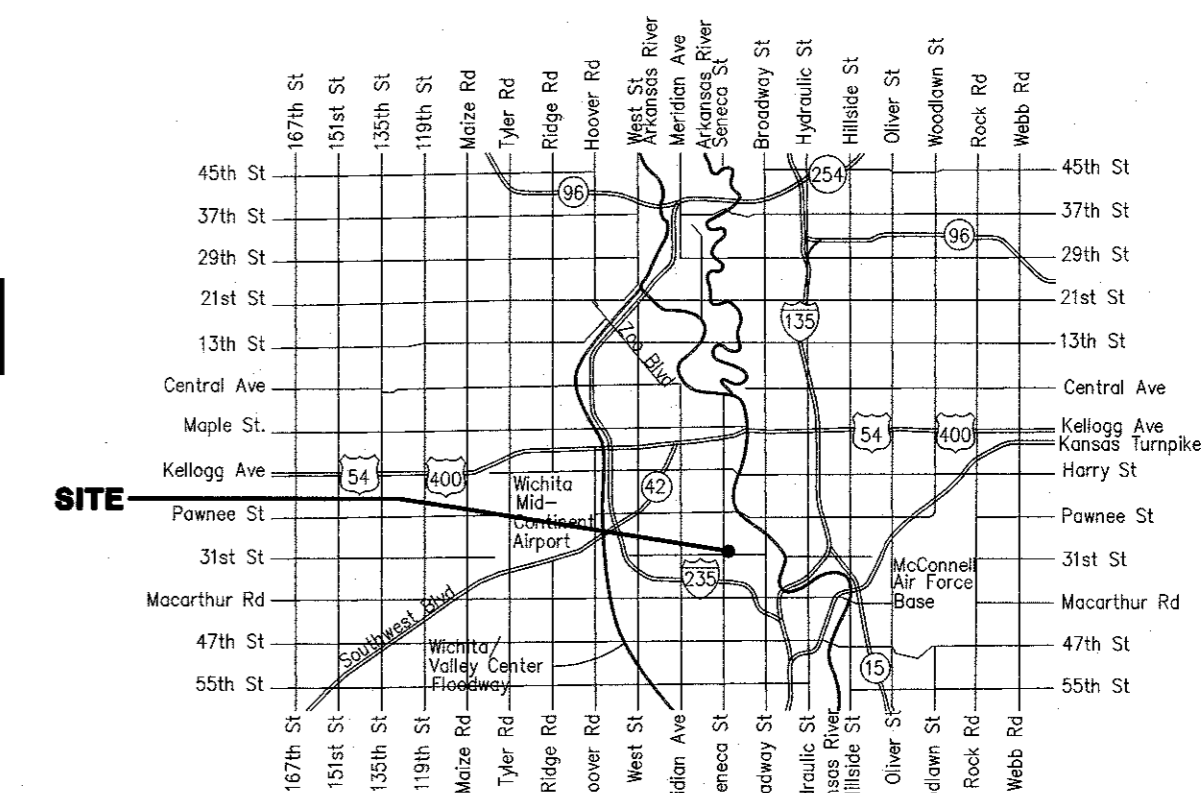 167th St
151st St
135th St
119th St
Maize Rd
Tyler Rd
Ridge Rd
Hoover Rd
West St
Arkansas River
Meridian Ave
Arkansas River
Seneca St
Broadway St
Hydraulic St
Hillside St
Oliver St
Woodlawn St
Rock Rd
Webb Rd
45th St
37th St
29th St
21st St
13th St
Central Ave
Maple St.
Kellogg Ave
SITE
Pawnee St
31st St
Macarthur Rd
47th St
55th St
96
254
96
135
Zoo Blvd
54
400
54
400
42
Wichita
Mid-
Continent
Airport
235
McConnell
Air Force
Base
Southwest Blvd
Wichita/
Valley Center
Floodway
15
45th St
37th St
29th St
21st St
13th St
Central Ave
Kellogg Ave
Kansas Turnpike
Harry St
Pawnee St
31st St
Macarthur Rd
47th St
55th St
167th St
151st St
135th St
119th St
Maize Rd
Tyler Rd
Ridge Rd
Hoover Rd
West St
idian Ave
eneca St
oadway St
draulic St
nsas River
illside St
Oliver St
dlawn St
Rock Rd
Webb Rd